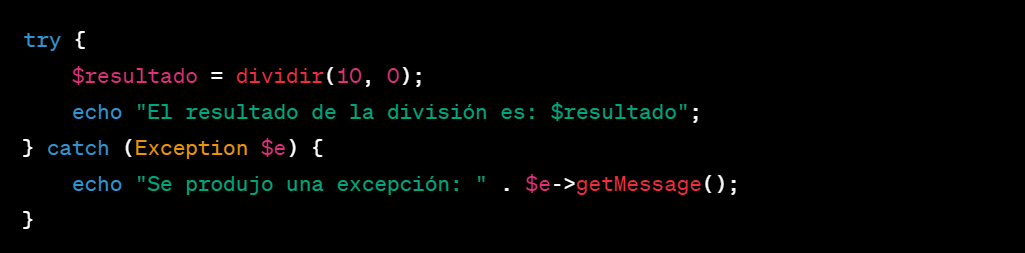 try {
    $resultado = dividir(10, 0);
    echo "El resultado de la división es: $resultado";
} catch (Exception $e) {
    echo "Se produjo una excepción: " . $e->getMessage();
}